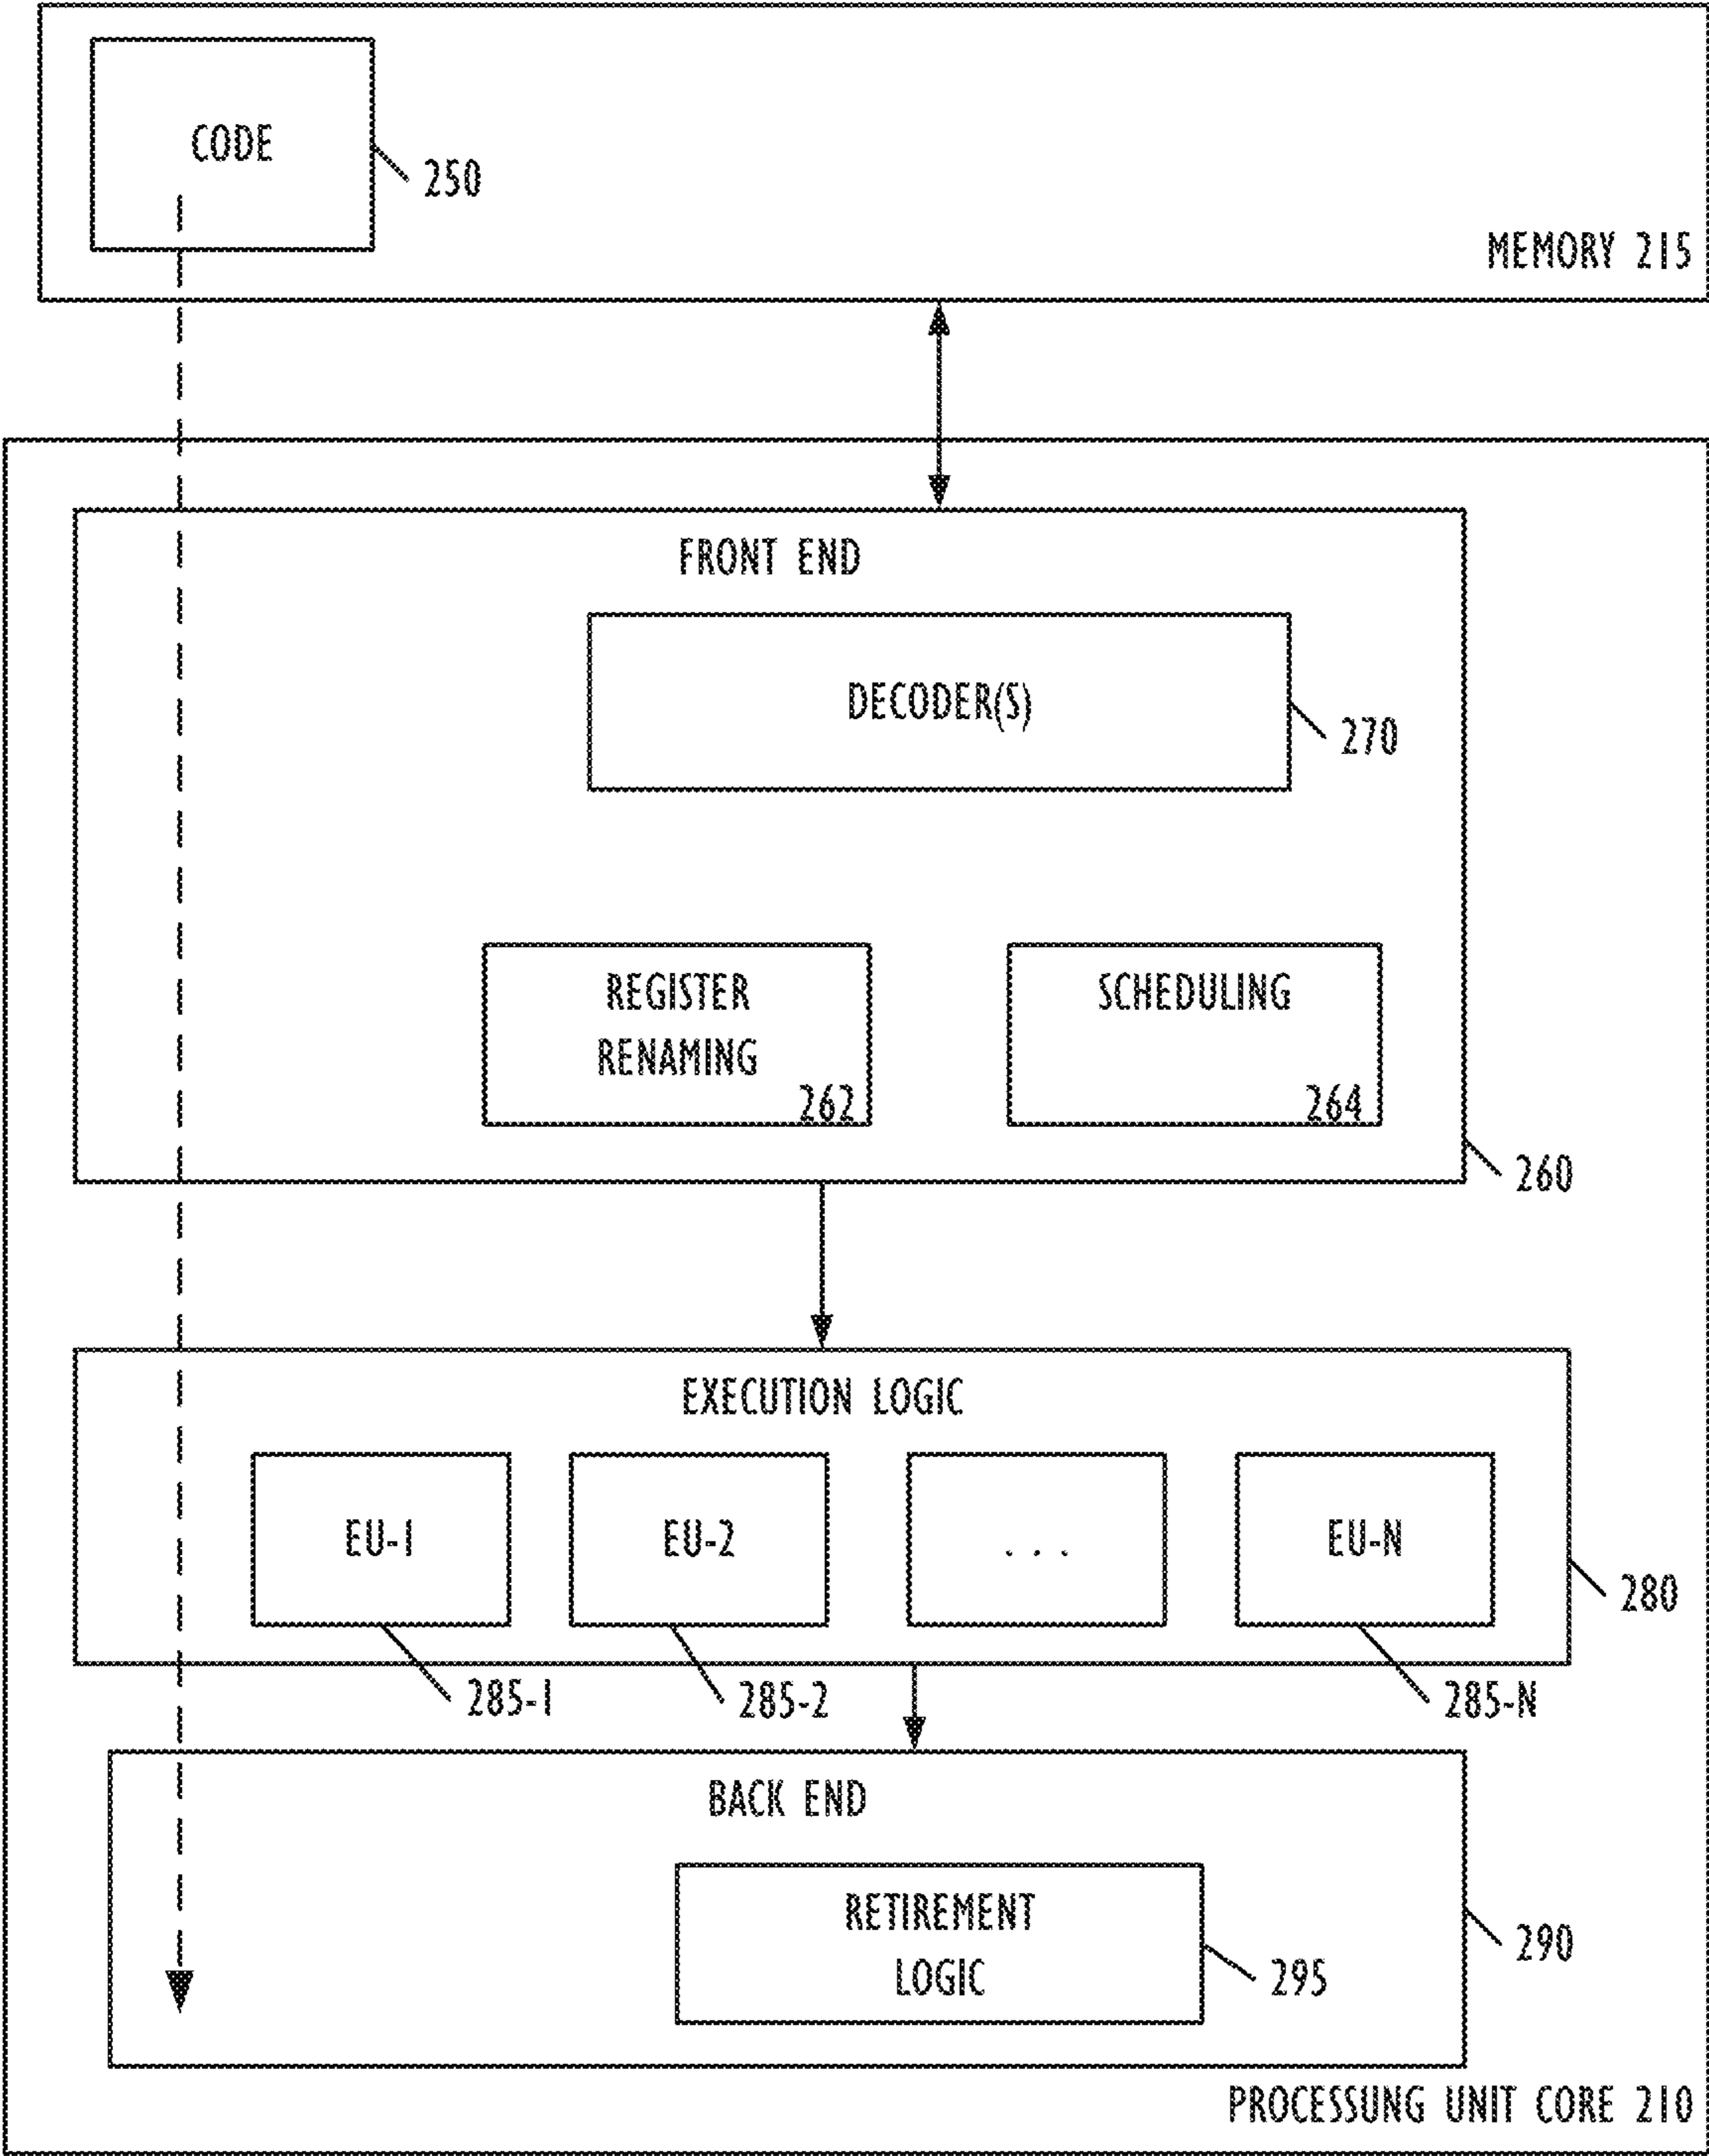 CODE
250
MEMORY 215
FRONT END
DECODER(S)
270
REGISTER
RENAMING
262
SCHEDULING
264
260
EXECUTION LOGIC
EU-1
EU-2
. . .
EU-N
280
285-1
285-2
285-N
BACK END
RETIREMENT
LOGIC
295
290
PROCESSUNG UNIT CORE 210